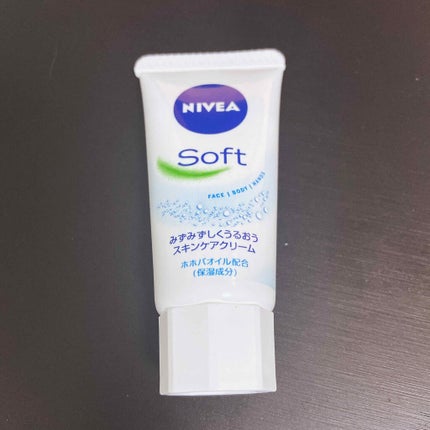 NIVEA
Soft
FACE | BODY | HANDS
みずみずしくうるおう
スキンケアクリーム
ホホバオイル配合
(保湿成分)